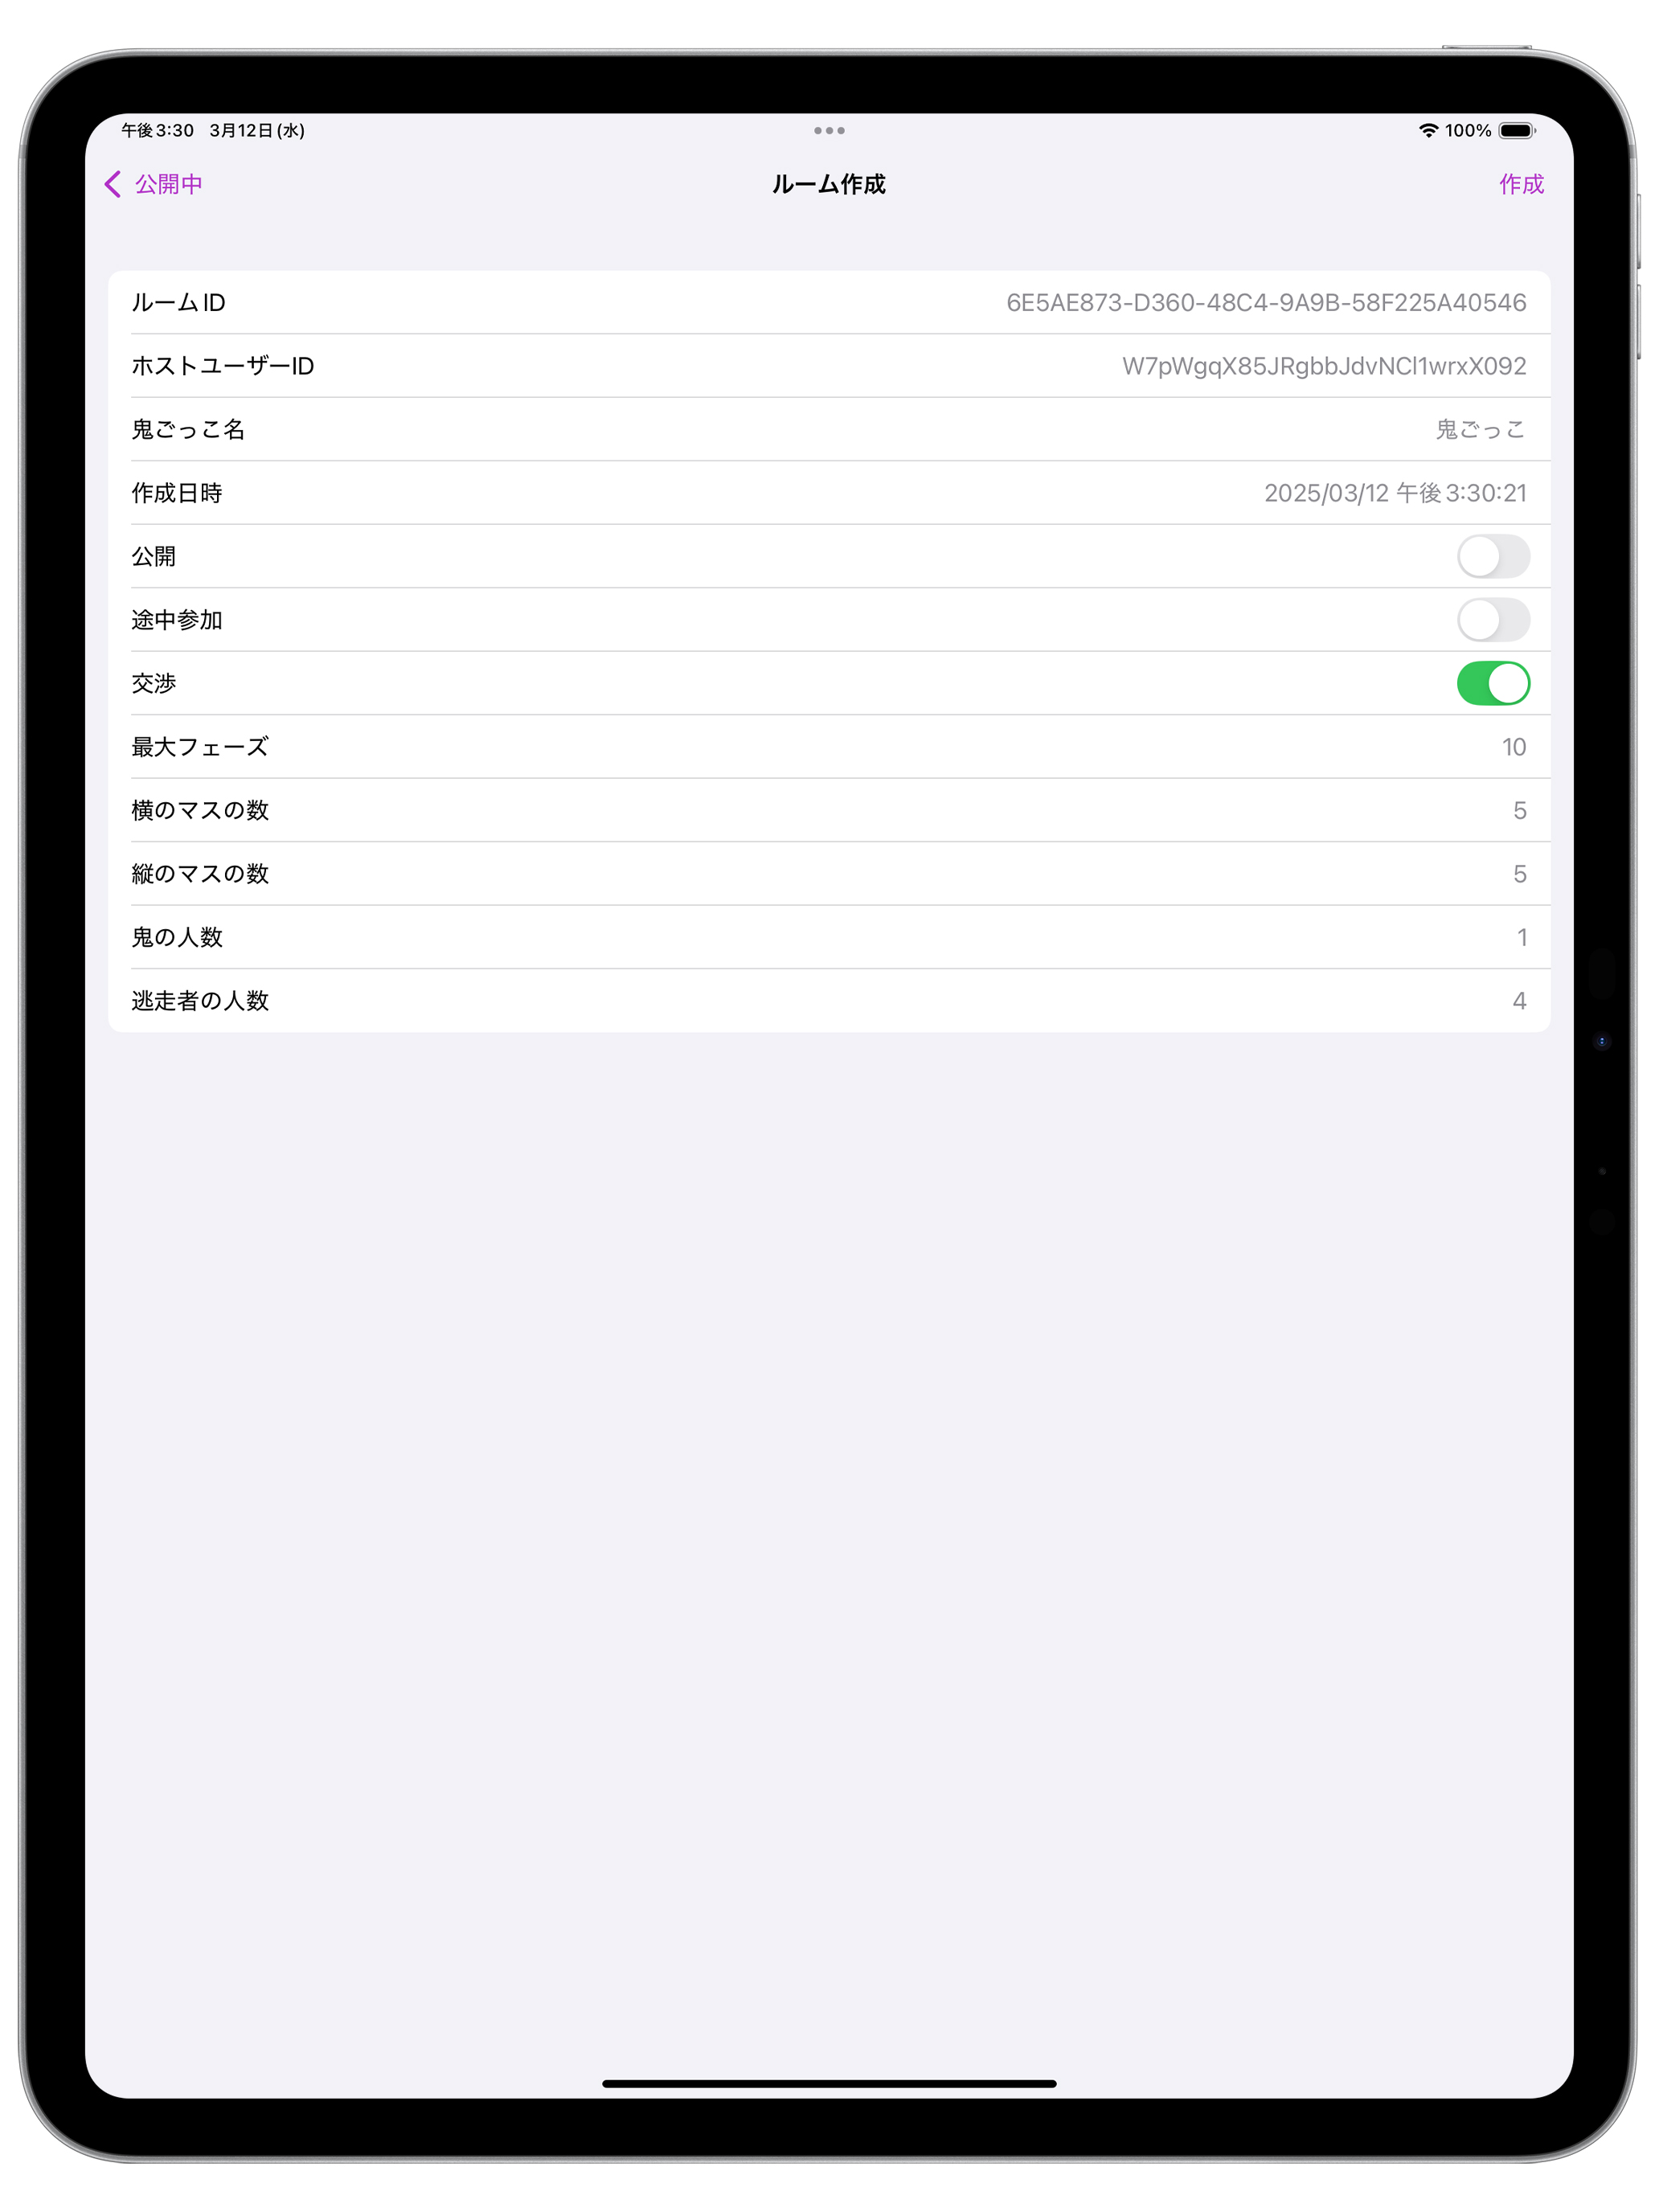 午後3:30 3月12日(水) 100%
公開中 ルーム作成 作成
ルームID 6E5AE873-D360-48C4-9A9B-58F225A40546
ホストユーザーID W7pWgqX85JRgbbJdvNCl1wrxX092
鬼ごっこ名 鬼ごっこ
作成日時 2025/03/12 午後3:30:21
公開
途中参加
交渉
最大フェーズ 10
横のマスの数 5
縦のマスの数 5
鬼の人数 1
逃走者の人数 4